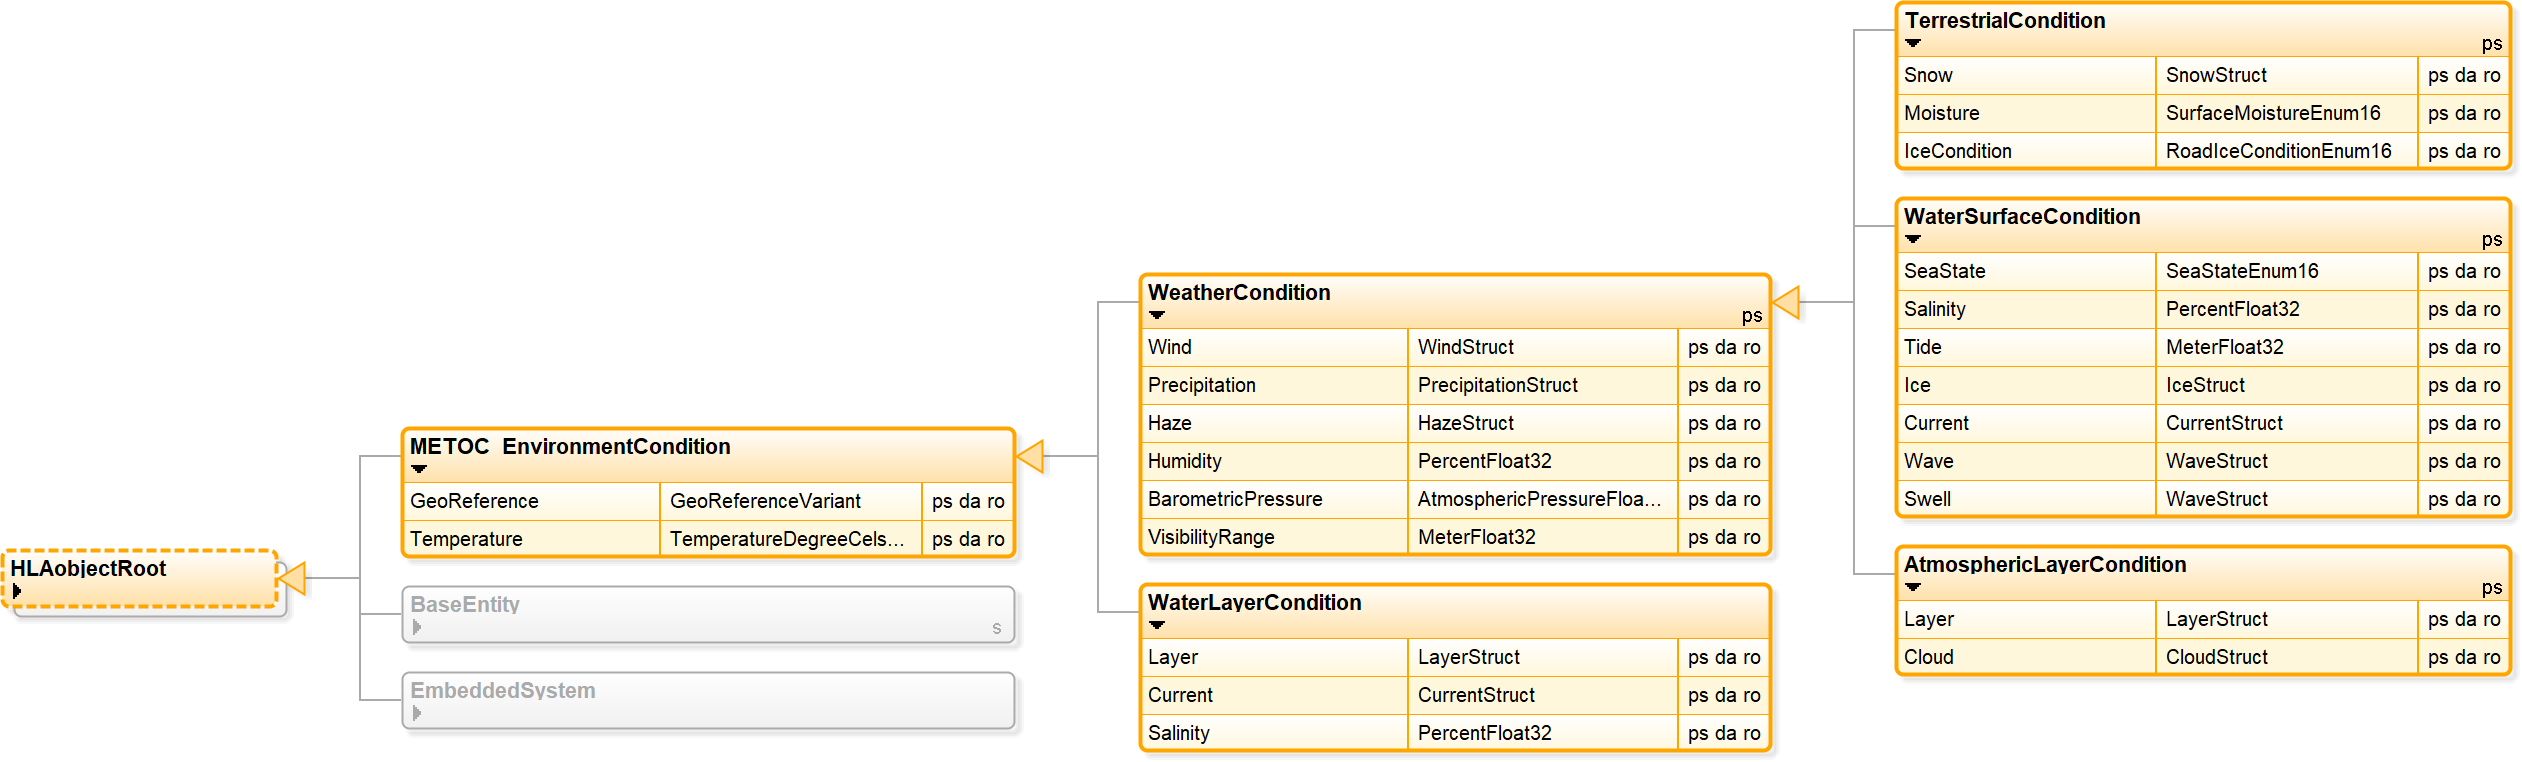 HLAobjectRoot
METOC_EnvironmentCondition
GeoReference GeoReferenceVariant ps da ro
Temperature TemperatureDegreeCels... ps da ro
BaseEntity
s
EmbeddedSystem
WeatherCondition
ps
Wind WindStruct ps da ro
Precipitation PrecipitationStruct ps da ro
Haze HazeStruct ps da ro
Humidity PercentFloat32 ps da ro
BarometricPressure AtmosphericPressureFloa... ps da ro
VisibilityRange MeterFloat32 ps da ro
WaterLayerCondition
Layer LayerStruct ps da ro
Current CurrentStruct ps da ro
Salinity PercentFloat32 ps da ro
TerrestrialCondition
ps
Snow SnowStruct ps da ro
Moisture SurfaceMoistureEnum16 ps da ro
IceCondition RoadIceConditionEnum16 ps da ro
WaterSurfaceCondition
ps
SeaState SeaStateEnum16 ps da ro
Salinity PercentFloat32 ps da ro
Tide MeterFloat32 ps da ro
Ice IceStruct ps da ro
Current CurrentStruct ps da ro
Wave WaveStruct ps da ro
Swell WaveStruct ps da ro
AtmosphericLayerCondition
ps
Layer LayerStruct ps da ro
Cloud CloudStruct ps da ro